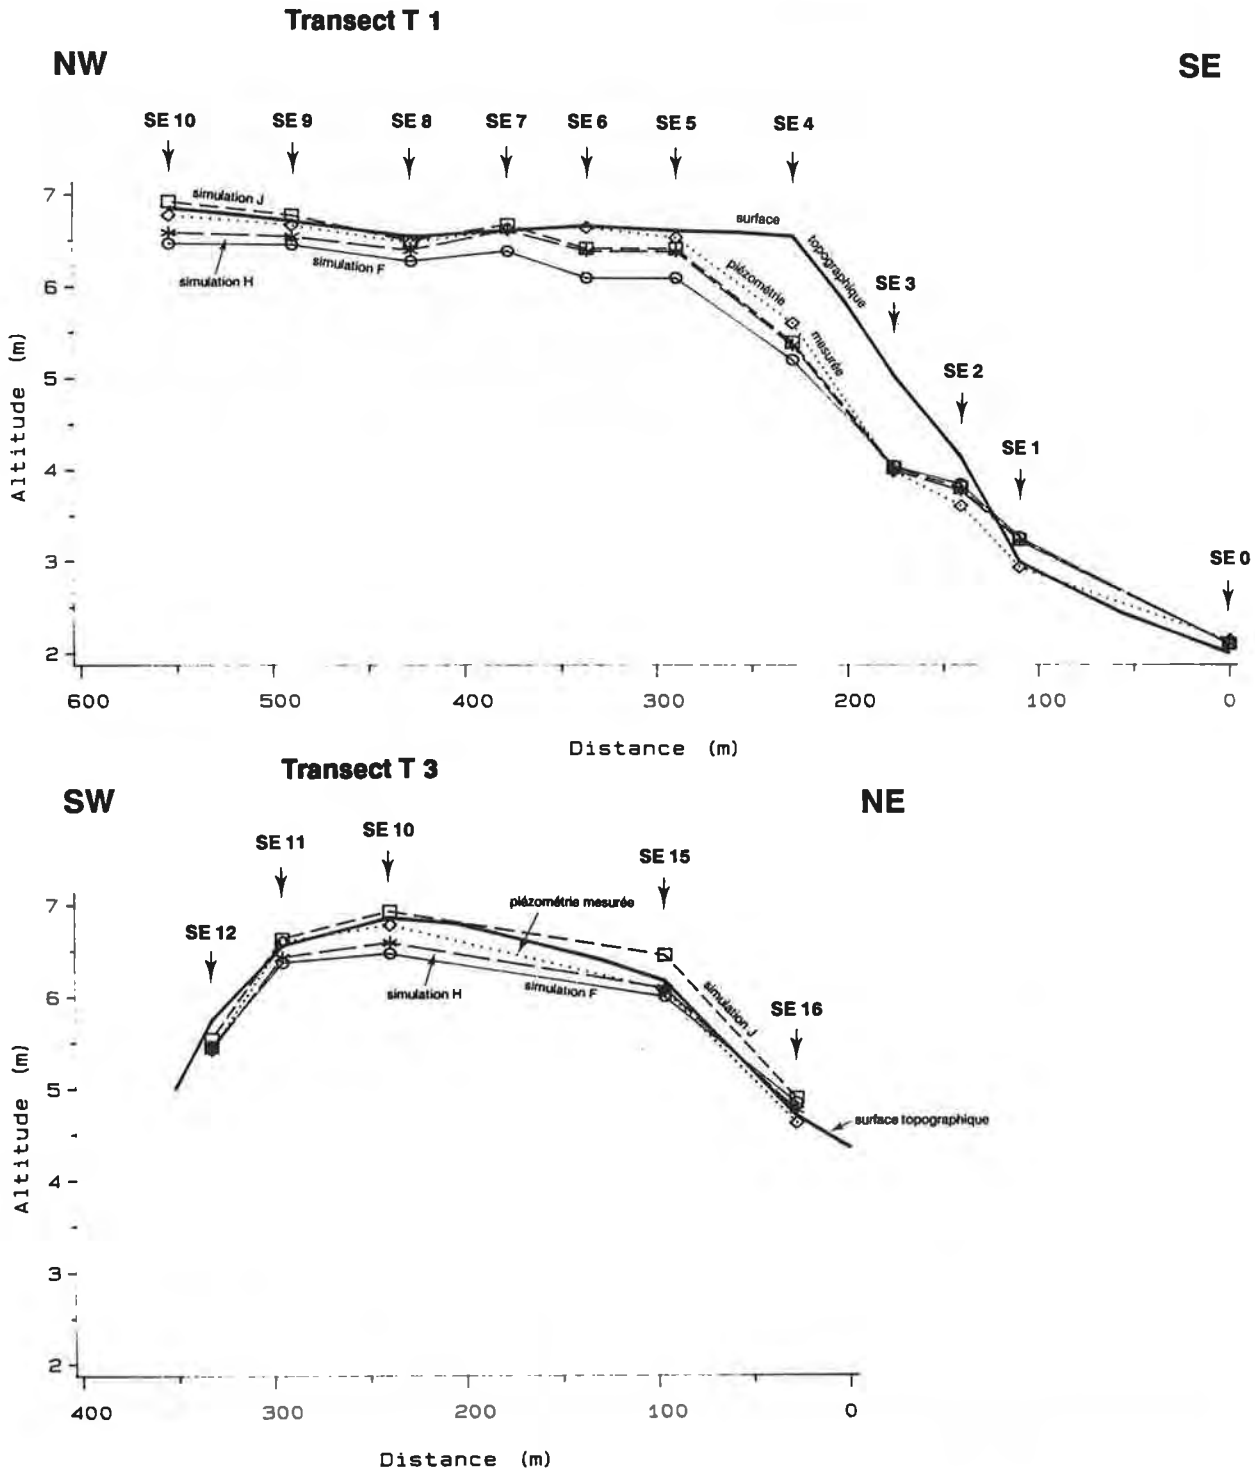 Transect T 1
NW
SE
SE 10
SE 9
SE 8
SE 7
SE 6
SE 5
SE 4
simulation J
surface
topographique
piézométrie
mesurée
simulation F
simulation H
SE 3
SE 2
SE 1
SE 0
7
6
5
4
3
2
Altitude (m)
600
500
400
300
200
100
0
Distance (m)
Transect T 3
SW
NE
SE 11
SE 10
SE 15
SE 12
SE 16
piézométrie mesurée
simulation H
simulation F
simulation J
surface topographique
7
6
5
4
3
2
Altitude (m)
400
300
200
100
0
Distance (m)